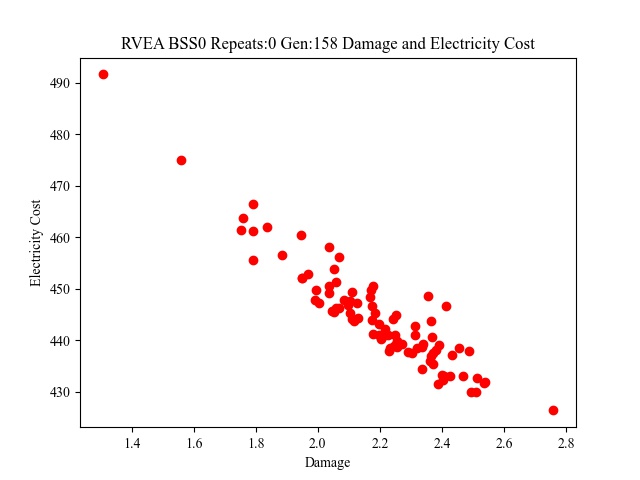 RVEA BSS0 Repeats:0 Gen:158 Damage and Electricity Cost
490
480
470
460
450
440
430
Electricity Cost
1.4 1.6 1.8 2.0 2.2 2.4 2.6 2.8
Damage